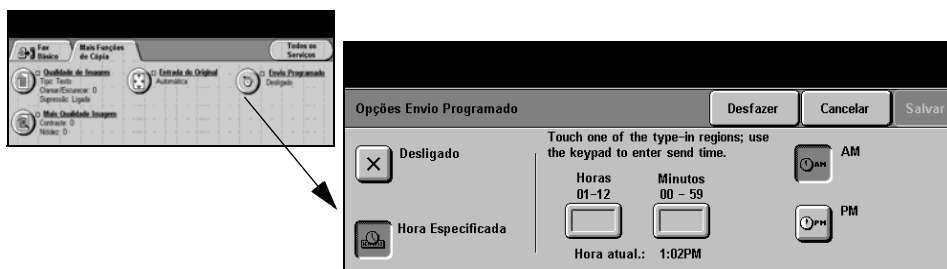 Fax
Básico
Mais Funções
de Cópia
Todos os
Serviços
Qualidade de Imagem
Tipo: Texto
Clarear/Escurecer: 0
Supressão: Ligada
Entrada do Original
Automática
Envio Programado
Desligado
Mais Qualidade Imagem
Contraste: 0
Nitidez: 0
Opções Envio Programado
Desfazer
Cancelar
Salvar
Desligado
Hora Especificada
Touch one of the type-in regions; use
the keypad to enter send time.
Horas
01-12
Minutos
00 - 59
Hora atual.: 1:02PM
AM
AM
PM
PM